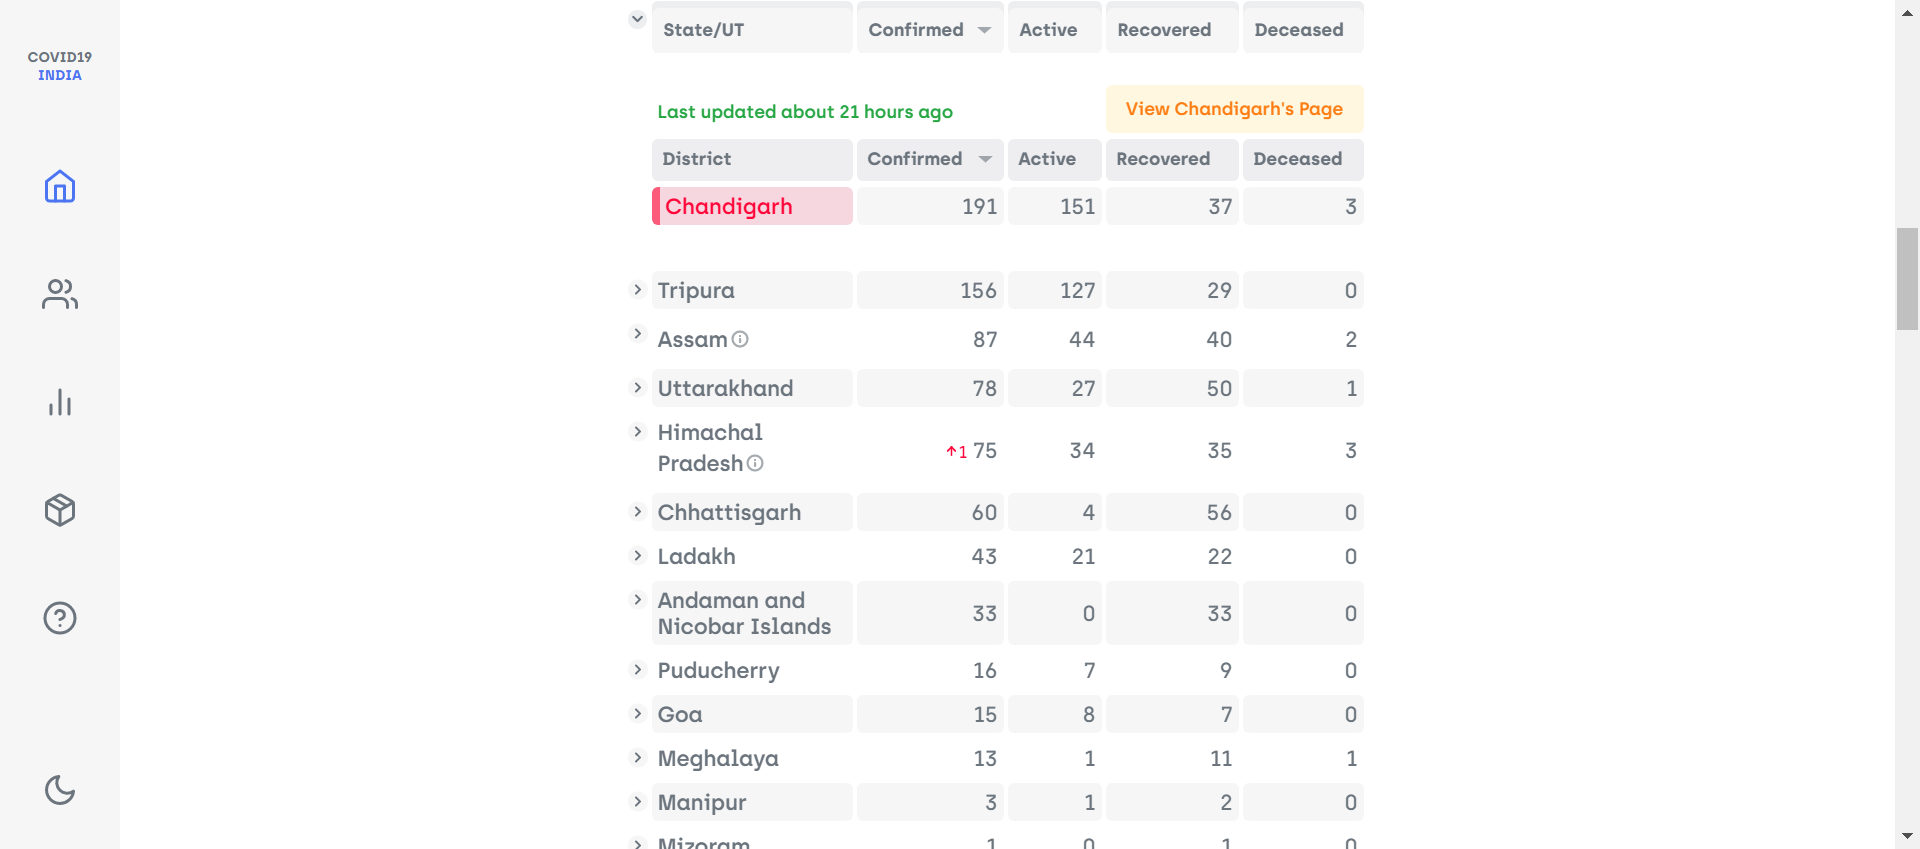 COVID19
INDIA
State/UT Confirmed Active Recovered Deceased
Last updated about 21 hours ago View Chandigarh's Page
District Confirmed Active Recovered Deceased
Chandigarh 191 151 37 3
Tripura 156 127 29 0
Assam 87 44 40 2
Uttarakhand 78 27 50 1
Himachal
Pradesh ↑1 75 34 35 3
Chhattisgarh 60 4 56 0
Ladakh 43 21 22 0
Andaman and
Nicobar Islands 33 0 33 0
Puducherry 16 7 9 0
Goa 15 8 7 0
Meghalaya 13 1 11 1
Manipur 3 1 2 0
Mizoram 1 0 1 0